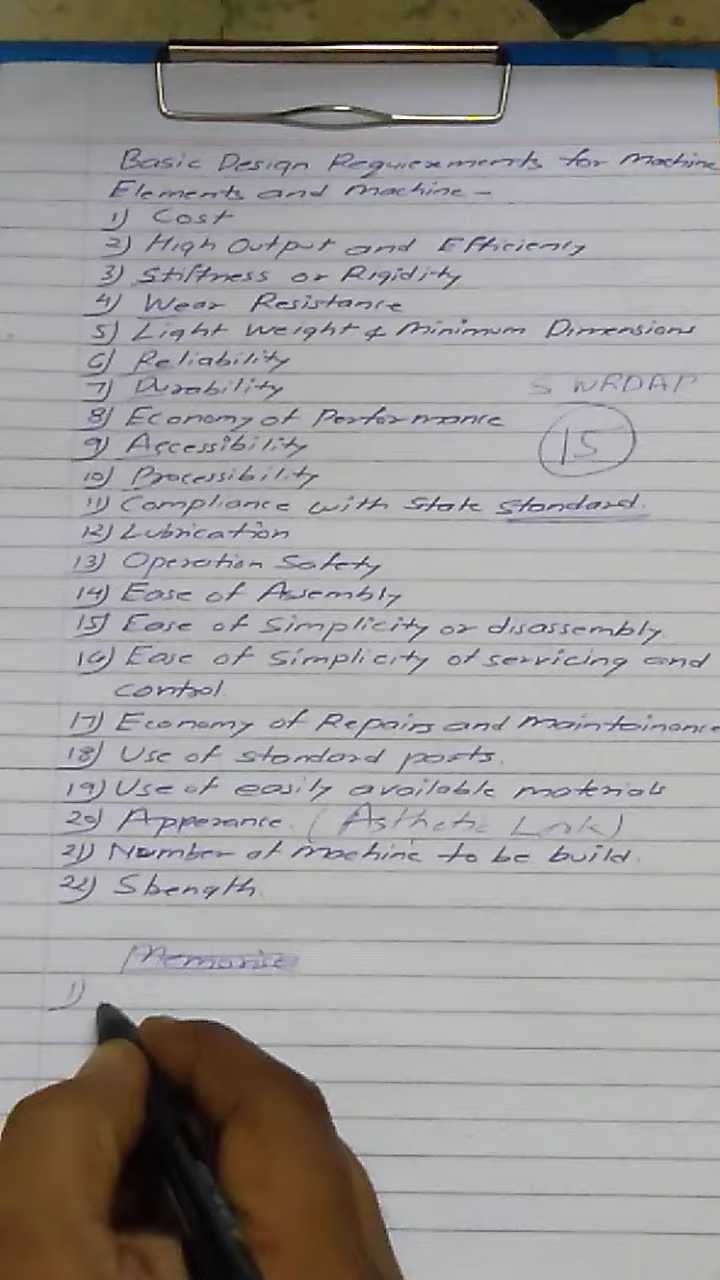 Basic Design Requirements for Machine
Elements and Machine -
1) Cost
2) High Output and Efficiency
3) Stiffness or Rigidity
4) Wear Resistance
5) Light Weight & Minimum Dimensions
6) Reliability
7) Durability
S WRDAP
8) Economy of Performance
15
9) Accessibility
10) Processibility
11) Compliance with State Standard.
12) Lubrication
13) Operation Safety
14) Ease of Assembly
15) Ease of Simplicity or disassembly
16) Ease of Simplicity of servicing and
control.
17) Economy of Repairs and Maintainance
18) Use of standard parts.
19) Use of easily available materials
20) Apperance. (Asthetic Look)
21) Number of Machine to be build.
22) Strength.
Memorise
1)